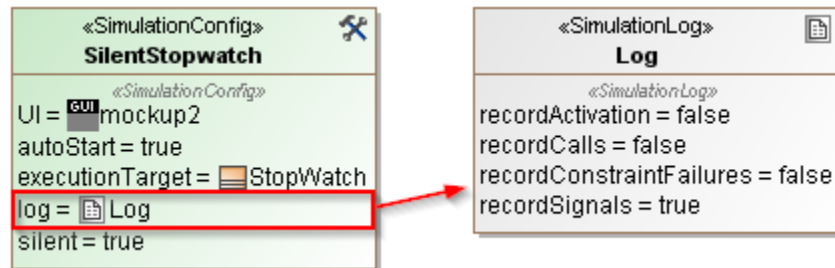 «SimulationConfig»
SilentStopwatch
«SimulationConfig»
UI = GUI mockup2
autoStart = true
executionTarget = StopWatch
log = Log
silent = true
«SimulationLog»
Log
«SimulationLog»
recordActivation = false
recordCalls = false
recordConstraintFailures = false
recordSignals = true